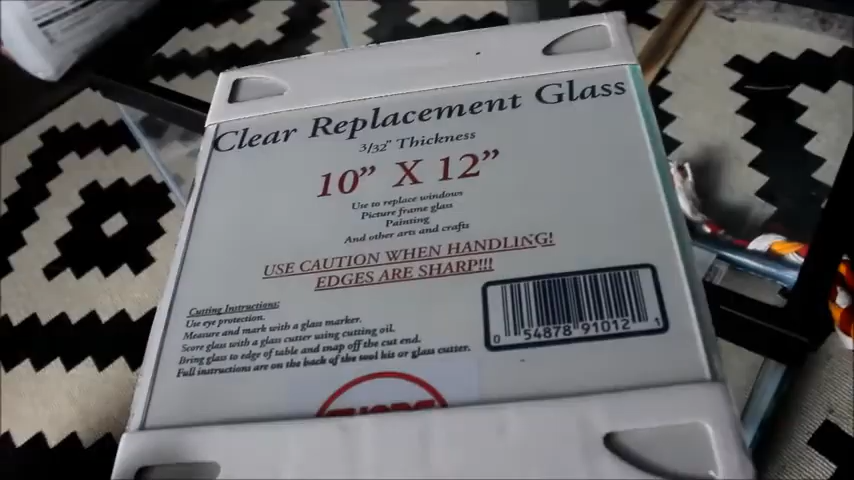 Clear Replacement Glass
3/32" Thickness
10" X 12"
Use to replace windows
Picture frame glass
Painting
And other arts and crafts
USE CAUTION WHEN HANDLING!
EDGES ARE SHARP!!!
Cutting Instructions:
Use eye protection.
Measure and mark with a glass marker.
Score glass with a glass cutter using cutting oil.
Bring glass to edge of table and snap off the cut end.
Full instructions are on the back of the tool his or glass cutter.
0 54878 91012 1